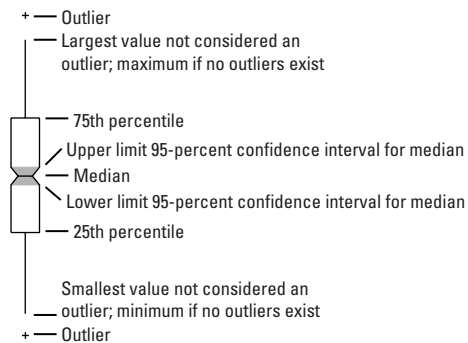 Outlier
Largest value not considered an
outlier; maximum if no outliers exist
75th percentile
Upper limit 95-percent confidence interval for median
Median
Lower limit 95-percent confidence interval for median
25th percentile
Smallest value not considered an
outlier; minimum if no outliers exist
Outlier